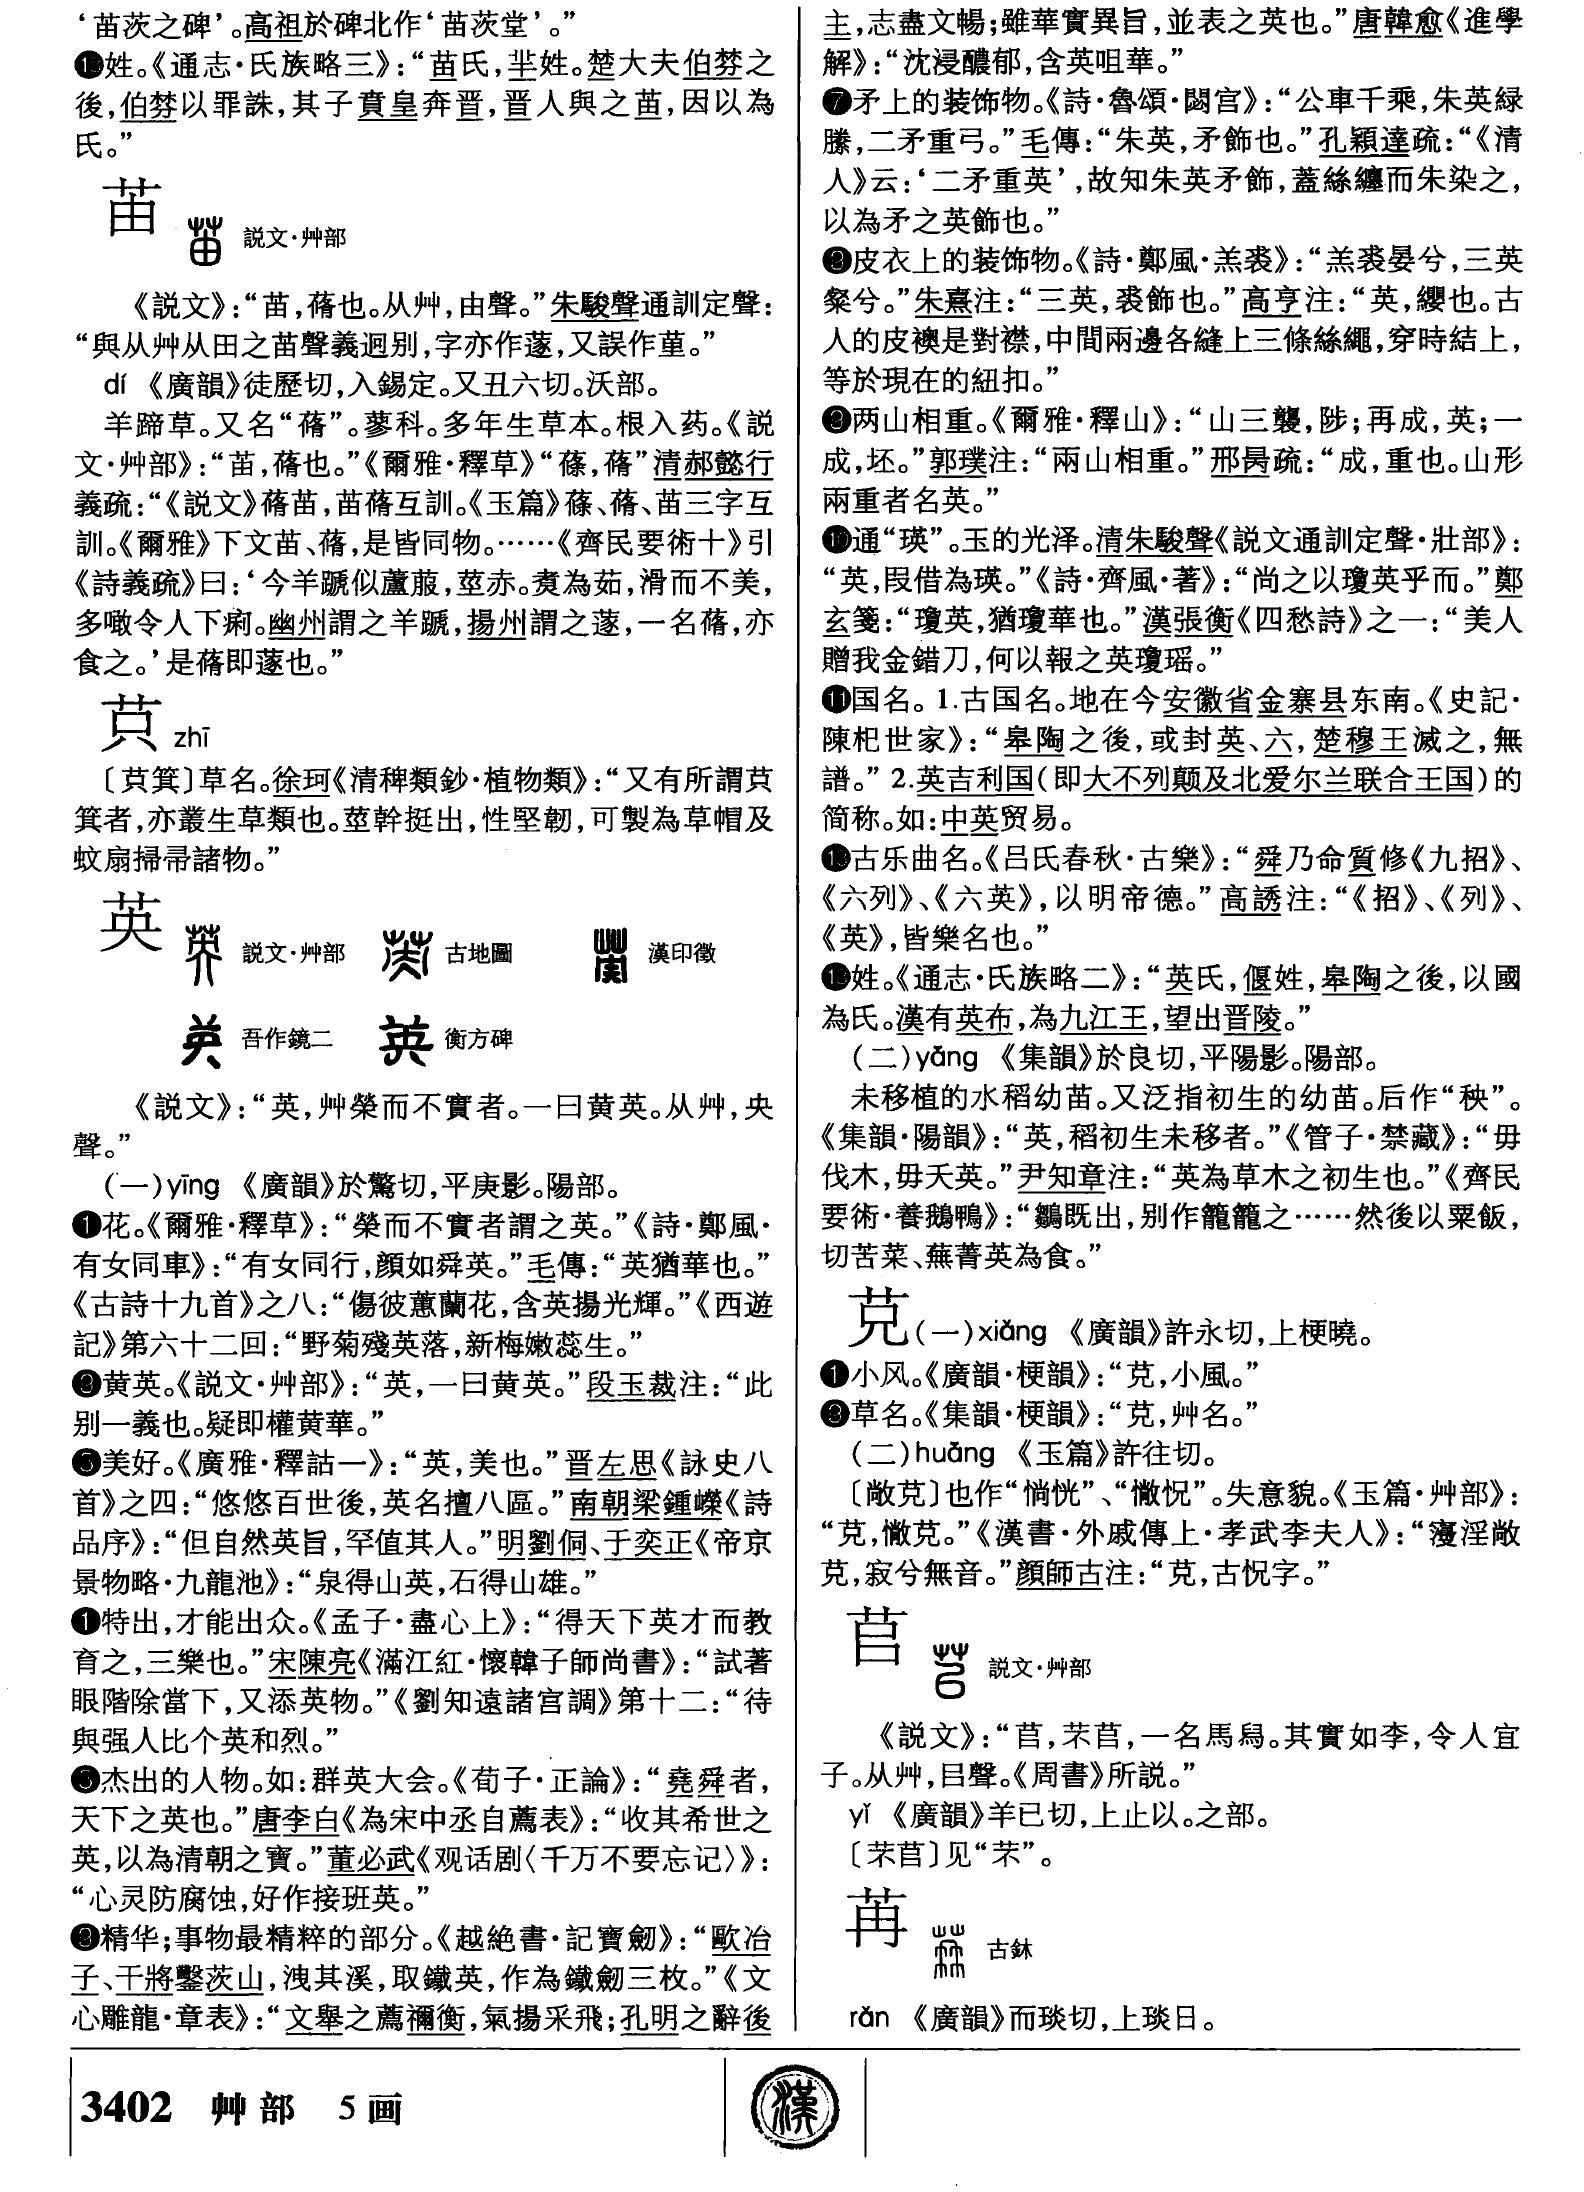 ‘苗茨之碑’。高祖於碑北作‘苗茨堂’。”
姓。《通志·氏族略三》：“苗氏，羋姓。楚大夫伯棼之
後，伯棼以罪誅，其子賁皇奔晋，晋人與之苗，因以為
氏。”
苖
説文·艸部
《説文》：“苖，蓨也。从艸，由聲。”朱駿聲通訓定聲：
“與从艸从田之苗聲義迥别，字亦作蓫，又誤作蓳。”
dí 《廣韻》徒歷切，入錫定。又丑六切。沃部。
羊蹄草。又名“蓨”。蓼科。多年生草本。根入药。《説
文·艸部》：“苖，蓨也。”《爾雅·釋草》“蓧，蓨”清郝懿行
義疏：“《説文》蓨苖，苖蓨互訓。《玉篇》蓧、蓨、苖三字互
訓。《爾雅》下文苖、蓨，是皆同物。……《齊民要術十》引
《詩義疏》曰：‘今羊蹏似蘆菔，莖赤。煑為茹，滑而不美，
多噉令人下痢。幽州謂之羊蹏，揚州謂之蓫，一名蓨，亦
食之。’是蓨即蓫也。”
茋 zhī
〔茋箕〕草名。徐珂《清稗類鈔·植物類》：“又有所謂茋
箕者，亦叢生草類也。莖幹挺出，性堅韌，可製為草帽及
蚊扇掃帚諸物。”
英
説文·艸部 古地圖 漢印徵
吾作鏡二 衡方碑
《説文》：“英，艸榮而不實者。一曰黄英。从艸，央
聲。”
(一)yīng 《廣韻》於驚切，平庚影。陽部。
❶花。《爾雅·釋草》：“榮而不實者謂之英。”《詩·鄭風·
有女同車》：“有女同行，顔如舜英。”毛傳：“英猶華也。”
《古詩十九首》之八：“傷彼蕙蘭花，含英揚光輝。”《西遊
記》第六十二回：“野菊殘英落，新梅嫩蕊生。”
❷黄英。《説文·艸部》：“英，一曰黄英。”段玉裁注：“此
别一義也。疑即權黄華。”
❸美好。《廣雅·釋詁一》：“英，美也。”晋左思《詠史八
首》之四：“悠悠百世後，英名擅八區。”南朝梁鍾嶸《詩
品序》：“但自然英旨，罕值其人。”明劉侗、于奕正《帝京
景物略·九龍池》：“泉得山英，石得山雄。”
❹特出，才能出众。《孟子·盡心上》：“得天下英才而教
育之，三樂也。”宋陳亮《滿江紅·懷韓子師尚書》：“試著
眼階除當下，又添英物。”《劉知遠諸宫調》第十二：“待
與强人比个英和烈。”
❺杰出的人物。如：群英大会。《荀子·正論》：“堯舜者，
天下之英也。”唐李白《為宋中丞自薦表》：“收其希世之
英，以為清朝之寶。”董必武《观话剧〈千万不要忘记〉》：
“心灵防腐蚀，好作接班英。”
❻精华；事物最精粹的部分。《越絶書·記寶劒》：“歐冶
子、干將鑿茨山，洩其溪，取鐵英，作為鐵劒三枚。”《文
心雕龍·章表》：“文舉之薦禰衡，氣揚采飛；孔明之辭後
主，志盡文暢；雖華實異旨，並表之英也。”唐韓愈《進學
解》：“沈浸醲郁，含英咀華。”
❼矛上的装饰物。《詩·魯頌·閟宫》：“公車千乘，朱英緑
縢，二矛重弓。”毛傳：“朱英，矛飾也。”孔穎達疏：“《清
人》云：‘二矛重英’，故知朱英矛飾，蓋絲纏而朱染之，
以為矛之英飾也。”
❽皮衣上的装饰物。《詩·鄭風·羔裘》：“羔裘晏兮，三英
粲兮。”朱熹注：“三英，裘飾也。”高亨注：“英，纓也。古
人的皮襖是對襟，中間兩邊各縫上三條絲繩，穿時結上，
等於現在的紐扣。”
❾两山相重。《爾雅·釋山》：“山三襲，陟；再成，英；一
成，坯。”郭璞注：“兩山相重。”邢昺疏：“成，重也。山形
兩重者名英。”
❿通“瑛”。玉的光泽。清朱駿聲《説文通訓定聲·壯部》：
“英，叚借為瑛。”《詩·齊風·著》：“尚之以瓊英乎而。”鄭
玄箋：“瓊英，猶瓊華也。”漢張衡《四愁詩》之一：“美人
贈我金錯刀，何以報之英瓊瑶。”
⓫国名。1.古国名。地在今安徽省金寨县东南。《史記·
陳杞世家》：“皋陶之後，或封英、六，楚穆王滅之，無
譜。”2.英吉利国(即大不列颠及北爱尔兰联合王国)的
简称。如：中英贸易。
⓬古乐曲名。《吕氏春秋·古樂》：“舜乃命質修《九招》、
《六列》、《六英》，以明帝德。”高誘注：“《招》、《列》、
《英》，皆樂名也。”
⓭姓。《通志·氏族略二》：“英氏，偃姓，皋陶之後，以國
為氏。漢有英布，為九江王，望出晋陵。”
(二)yǎng 《集韻》於良切，平陽影。陽部。
未移植的水稻幼苗。又泛指初生的幼苗。后作“秧”。
《集韻·陽韻》：“英，稻初生未移者。”《管子·禁藏》：“毋
伐木，毋夭英。”尹知章注：“英為草木之初生也。”《齊民
要術·養鵝鴨》：“鶵既出，别作籠籠之……然後以粟飯，
切苦菜、蕪菁英為食。”
苀(一)xiǎng 《廣韻》許永切，上梗曉。
❶小风。《廣韻·梗韻》：“苀，小風。”
❷草名。《集韻·梗韻》：“苀，艸名。”
(二)huǎng 《玉篇》許往切。
〔敞苀〕也作“惝恍”、“憿怳”。失意貌。《玉篇·艸部》：
“苀，憿苀。”《漢書·外戚傳上·孝武李夫人》：“寖淫敞
苀，寂兮無音。”顔師古注：“苀，古怳字。”
苢
説文·艸部
《説文》：“苢，芣苢，一名馬舄。其實如李，令人宜
子。从艸，㠯聲。《周書》所説。”
yǐ 《廣韻》羊已切，上止以。之部。
〔芣苢〕见“芣”。
苒
古鉢
rǎn 《廣韻》而琰切，上琰日。
3402 艸部 5画
漢